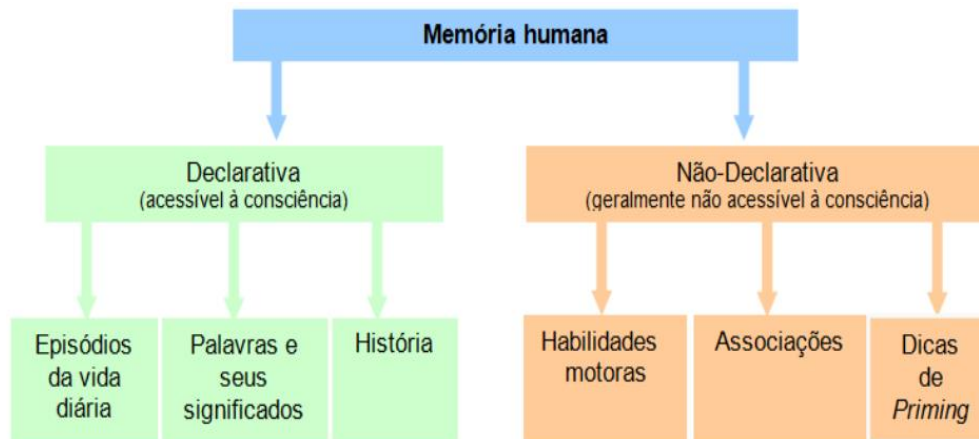 Memória humana
Declarativa
(acessível à consciência)
Não-Declarativa
(geralmente não acessível à consciência)
Episódios
da vida
diária
Palavras e
seus
significados
História
Habilidades
motoras
Associações
Dicas
de
Priming